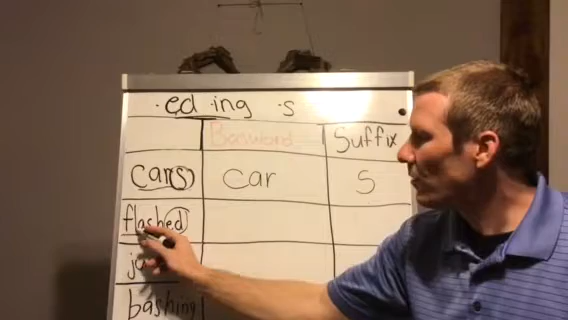 ·ed ·ing ·s
Baseword Suffix
cars car s
flashed
bashing